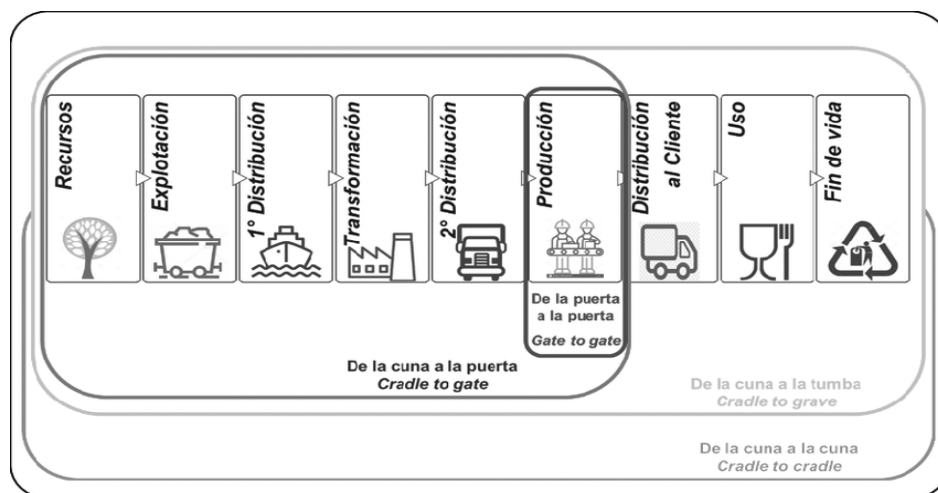 Recursos
Explotación
1° Distribución
Transformación
2° Distribución
Producción
Distribución
al Cliente
Uso
Fin de vida
De la puerta
a la puerta
Gate to gate
De la cuna a la puerta
Cradle to gate
De la cuna a la tumba
Cradle to grave
De la cuna a la cuna
Cradle to cradle